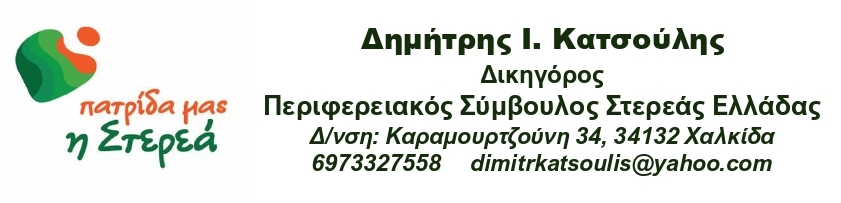 πατρίδα μας
η Στερεά
Δημήτρης Ι. Κατσούλης
Δικηγόρος
Περιφερειακός Σύμβουλος Στερεάς Ελλάδας
Δ/νση: Καραμουρτζούνη 34, 34132 Χαλκίδα
6973327558 dimitrkatsoulis@yahoo.com